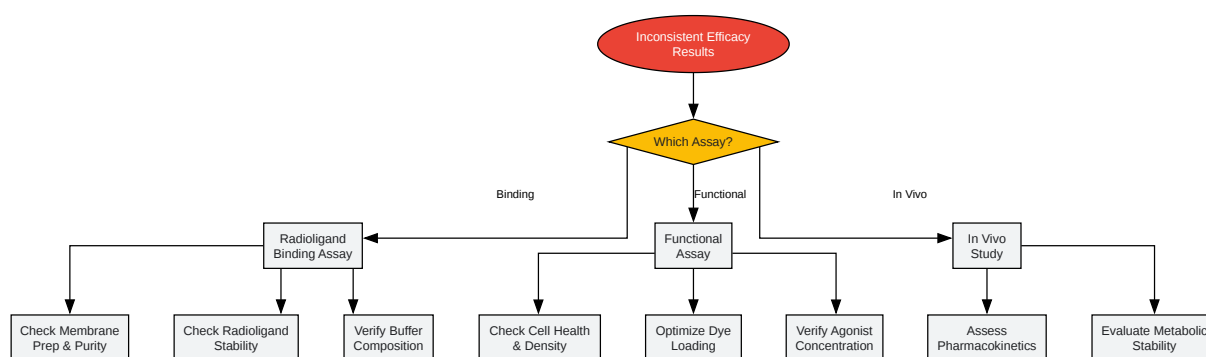 Inconsistent Efficacy
Results
Which Assay?
Binding
Functional
In Vivo
Radioligand
Binding Assay
Functional
Assay
In Vivo
Study
Check Membrane
Prep & Purity
Check Radioligand
Stability
Verify Buffer
Composition
Check Cell Health
& Density
Optimize Dye
Loading
Verify Agonist
Concentration
Assess
Pharmacokinetics
Evaluate Metabolic
Stability